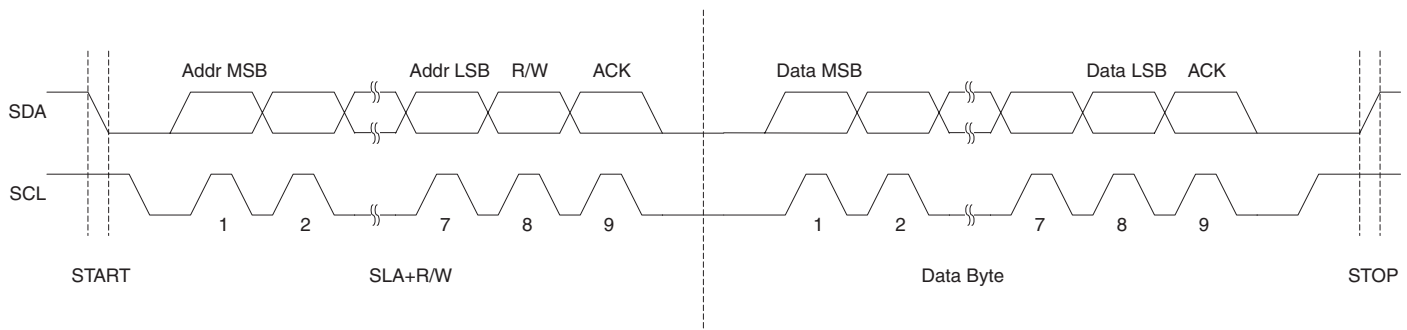 Addr MSB Addr LSB R/W ACK Data MSB Data LSB ACK
SDA
SCL
1 2 7 8 9 1 2 7 8 9
START SLA+R/W Data Byte STOP